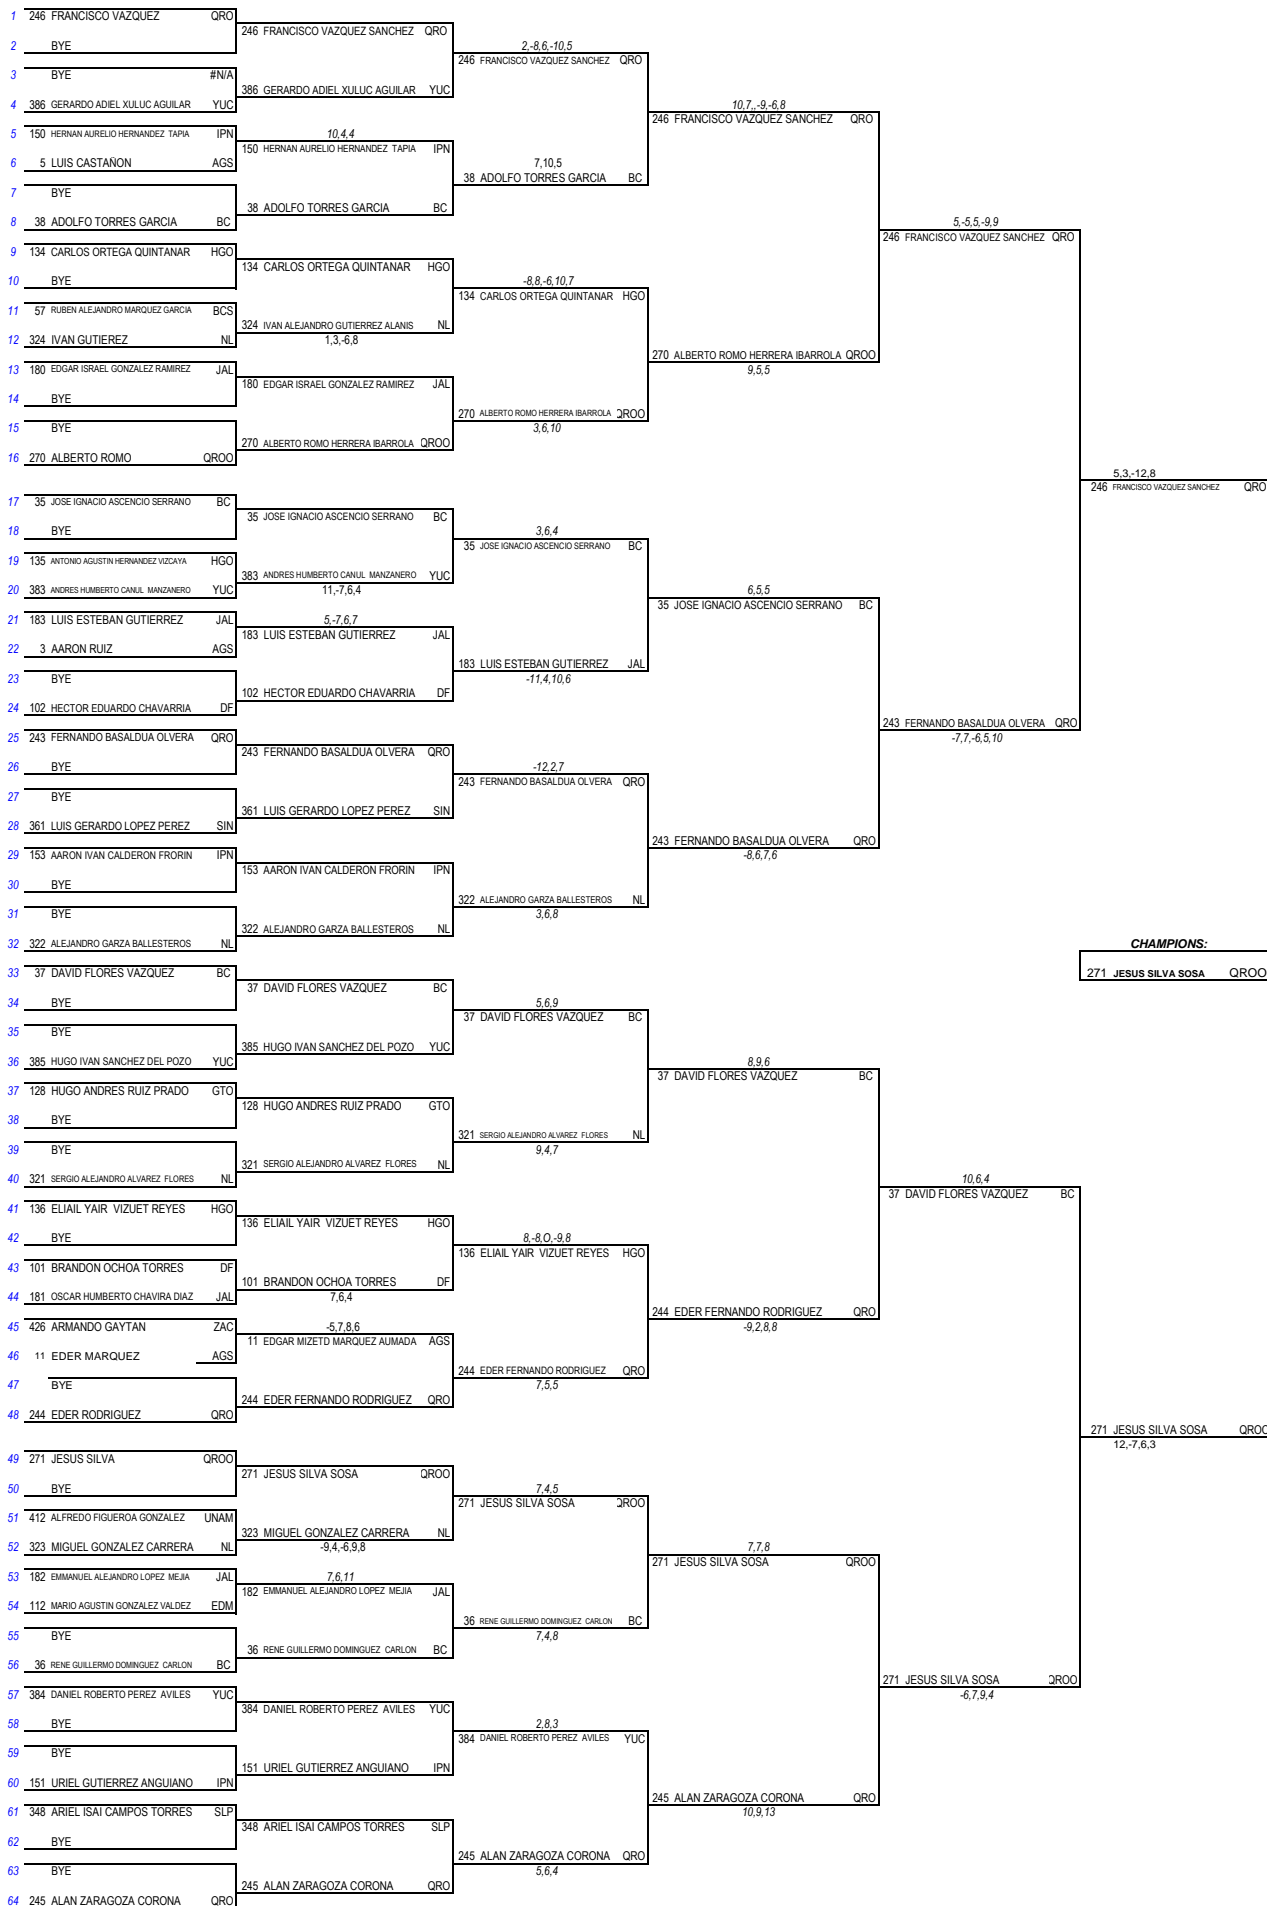 1 246 FRANCISCO VAZQUEZ QRO
2 BYE
3 BYE #N/A
4 386 GERARDO ADIEL XULUC AGUILAR YUC
5 150 HERNAN AURELIO HERNANDEZ TAPIA IPN
6 5 LUIS CASTAÑON AGS
7 BYE
8 38 ADOLFO TORRES GARCIA BC
9 134 CARLOS ORTEGA QUINTANAR HGO
10 BYE
11 57 RUBEN ALEJANDRO MARQUEZ GARCIA BCS
12 324 IVAN GUTIEREZ NL
13 180 EDGAR ISRAEL GONZALEZ RAMIREZ JAL
14 BYE
15 BYE
16 270 ALBERTO ROMO QROO
17 35 JOSE IGNACIO ASCENCIO SERRANO BC
18 BYE
19 135 ANTONIO AGUSTIN HERNANDEZ VIZCAYA HGO
20 383 ANDRES HUMBERTO CANUL MANZANERO YUC
21 183 LUIS ESTEBAN GUTIERREZ JAL
22 3 AARON RUIZ AGS
23 BYE
24 102 HECTOR EDUARDO CHAVARRIA DF
25 243 FERNANDO BASALDUA OLVERA QRO
26 BYE
27 BYE
28 361 LUIS GERARDO LOPEZ PEREZ SIN
29 153 AARON IVAN CALDERON FRORIN IPN
30 BYE
31 BYE
32 322 ALEJANDRO GARZA BALLESTEROS NL
33 37 DAVID FLORES VAZQUEZ BC
34 BYE
35 BYE
36 385 HUGO IVAN SANCHEZ DEL POZO YUC
37 128 HUGO ANDRES RUIZ PRADO GTO
38 BYE
39 BYE
40 321 SERGIO ALEJANDRO ALVAREZ FLORES NL
41 136 ELIAIL YAIR VIZUET REYES HGO
42 BYE
43 101 BRANDON OCHOA TORRES DF
44 181 OSCAR HUMBERTO CHAVIRA DIAZ JAL
45 426 ARMANDO GAYTAN ZAC
46 11 EDER MARQUEZ AGS
47 BYE
48 244 EDER RODRIGUEZ QRO
49 271 JESUS SILVA QROO
50 BYE
51 412 ALFREDO FIGUEROA GONZALEZ UNAM
52 323 MIGUEL GONZALEZ CARRERA NL
53 182 EMMANUEL ALEJANDRO LOPEZ MEJIA JAL
54 112 MARIO AGUSTIN GONZALEZ VALDEZ EDM
55 BYE
56 36 RENE GUILLERMO DOMINGUEZ CARLON BC
57 384 DANIEL ROBERTO PEREZ AVILES YUC
58 BYE
59 BYE
60 151 URIEL GUTIERREZ ANGUIANO IPN
61 348 ARIEL ISAI CAMPOS TORRES SLP
62 BYE
63 BYE
64 245 ALAN ZARAGOZA CORONA QRO
246 FRANCISCO VAZQUEZ SANCHEZ QRO
386 GERARDO ADIEL XULUC AGUILAR YUC
10,4,4
150 HERNAN AURELIO HERNANDEZ TAPIA IPN
38 ADOLFO TORRES GARCIA BC
134 CARLOS ORTEGA QUINTANAR HGO
324 IVAN ALEJANDRO GUTIERREZ ALANIS NL
1,3,-6,8
180 EDGAR ISRAEL GONZALEZ RAMIREZ JAL
270 ALBERTO ROMO HERRERA IBARROLA QROO
35 JOSE IGNACIO ASCENCIO SERRANO BC
383 ANDRES HUMBERTO CANUL MANZANERO YUC
11,-7,6,4
5,-7,6,7
183 LUIS ESTEBAN GUTIERREZ JAL
102 HECTOR EDUARDO CHAVARRIA DF
243 FERNANDO BASALDUA OLVERA QRO
361 LUIS GERARDO LOPEZ PEREZ SIN
153 AARON IVAN CALDERON FRORIN IPN
322 ALEJANDRO GARZA BALLESTEROS NL
37 DAVID FLORES VAZQUEZ BC
385 HUGO IVAN SANCHEZ DEL POZO YUC
128 HUGO ANDRES RUIZ PRADO GTO
321 SERGIO ALEJANDRO ALVAREZ FLORES NL
136 ELIAIL YAIR VIZUET REYES HGO
101 BRANDON OCHOA TORRES DF
7,6,4
-5,7,8,6
11 EDGAR MIZETD MARQUEZ AUMADA AGS
244 EDER FERNANDO RODRIGUEZ QRO
271 JESUS SILVA SOSA QROO
323 MIGUEL GONZALEZ CARRERA NL
-9,4,-6,9,8
7,6,11
182 EMMANUEL ALEJANDRO LOPEZ MEJIA JAL
36 RENE GUILLERMO DOMINGUEZ CARLON BC
384 DANIEL ROBERTO PEREZ AVILES YUC
151 URIEL GUTIERREZ ANGUIANO IPN
348 ARIEL ISAI CAMPOS TORRES SLP
245 ALAN ZARAGOZA CORONA QRO
2,-8,6,-10,5
246 FRANCISCO VAZQUEZ SANCHEZ QRO
7,10,5
38 ADOLFO TORRES GARCIA BC
-8,8,-6,10,7
134 CARLOS ORTEGA QUINTANAR HGO
270 ALBERTO ROMO HERRERA IBARROLA QROO
3,6,10
3,6,4
35 JOSE IGNACIO ASCENCIO SERRANO BC
183 LUIS ESTEBAN GUTIERREZ JAL
-11,4,10,6
-12,2,7
243 FERNANDO BASALDUA OLVERA QRO
322 ALEJANDRO GARZA BALLESTEROS NL
3,6,8
5,6,9
37 DAVID FLORES VAZQUEZ BC
321 SERGIO ALEJANDRO ALVAREZ FLORES NL
9,4,7
8,-8,O,-9,8
136 ELIAIL YAIR VIZUET REYES HGO
244 EDER FERNANDO RODRIGUEZ QRO
7,5,5
7,4,5
271 JESUS SILVA SOSA QROO
36 RENE GUILLERMO DOMINGUEZ CARLON BC
7,4,8
2,8,3
384 DANIEL ROBERTO PEREZ AVILES YUC
245 ALAN ZARAGOZA CORONA QRO
5,6,4
10,7,,-9,-6,8
246 FRANCISCO VAZQUEZ SANCHEZ QRO
270 ALBERTO ROMO HERRERA IBARROLA QROO
9,5,5
6,5,5
35 JOSE IGNACIO ASCENCIO SERRANO BC
243 FERNANDO BASALDUA OLVERA QRO
-8,6,7,6
8,9,6
37 DAVID FLORES VAZQUEZ BC
244 EDER FERNANDO RODRIGUEZ QRO
-9,2,8,8
7,7,8
271 JESUS SILVA SOSA QROO
245 ALAN ZARAGOZA CORONA QRO
10,9,13
5,-5,5,-9,9
246 FRANCISCO VAZQUEZ SANCHEZ QRO
243 FERNANDO BASALDUA OLVERA QRO
-7,7,-6,5,10
10,6,4
37 DAVID FLORES VAZQUEZ BC
271 JESUS SILVA SOSA QROO
-6,7,9,4
5,3,-12,8
246 FRANCISCO VAZQUEZ SANCHEZ QRO
CHAMPIONS:
271 JESUS SILVA SOSA QROO
271 JESUS SILVA SOSA QROO
12,-7,6,3